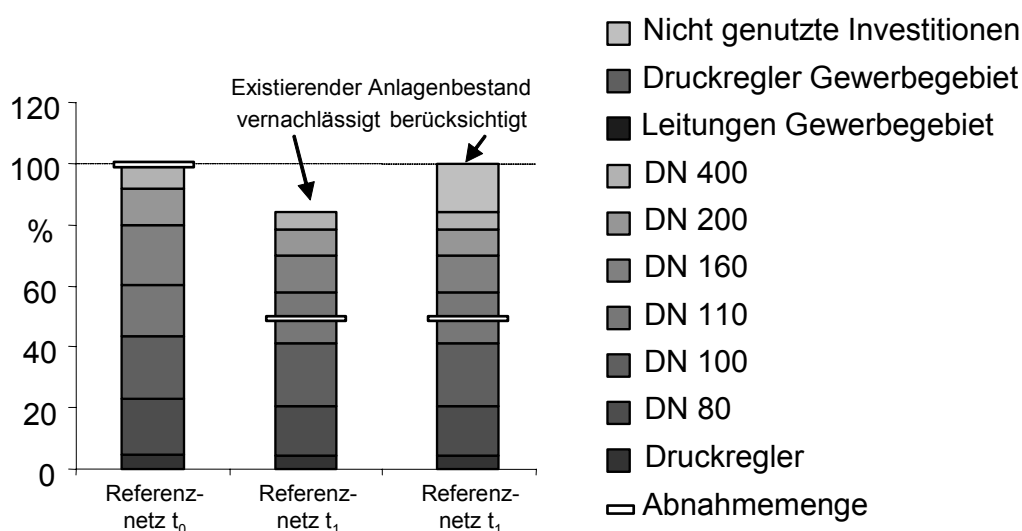 Existierender Anlagenbestand
vernachlässigt berücksichtigt
120
100
%
60
40
20
0
Referenz-
netz t₀
Referenz-
netz t₁
Referenz-
netz t₁
Nicht genutzte Investitionen
Druckregler Gewerbegebiet
Leitungen Gewerbegebiet
DN 400
DN 200
DN 160
DN 110
DN 100
DN 80
Druckregler
Abnahmemenge